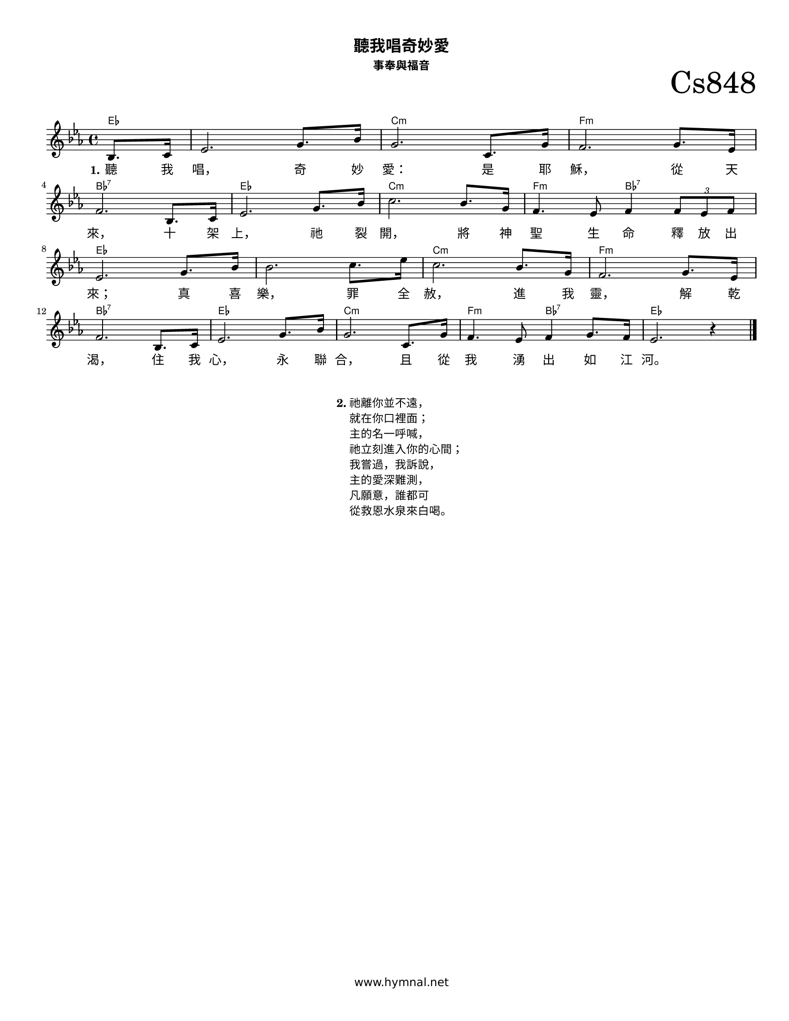 聽我唱奇妙愛
事奉與福音
Cs848
E♭ Cm Fm
1. 聽 我 唱， 奇 妙 愛： 是 耶 穌， 從 天
4 B♭7 E♭ Cm Fm B♭7 3
來， 十 架 上， 祂 裂 開， 將 神 聖 生 命 釋 放 出
8 E♭ Cm Fm
來； 真 喜 樂， 罪 全 赦， 進 我 靈， 解 乾
12 B♭7 E♭ Cm Fm B♭7 E♭
渴， 住 我 心， 永 聯 合， 且 從 我 湧 出 如 江 河。
2. 祂離你並不遠，
就在你口裡面；
主的名一呼喊，
祂立刻進入你的心間；
我嘗過，我訴說，
主的愛深難測，
凡願意，誰都可
從救恩水泉來白喝。
www.hymnal.net